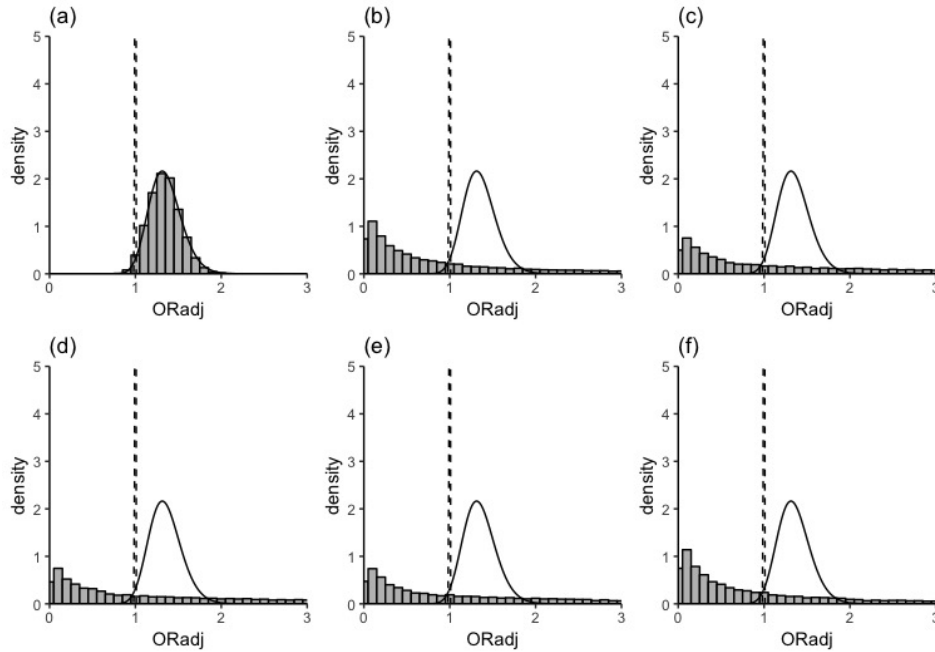 (a) (b) (c)
5 5 5
4 4 4
3 3 3
density density density
2 2 2
1 1 1
0 0 0
0 1 2 3 0 1 2 3 0 1 2 3
ORadj ORadj ORadj
(d) (e) (f)
5 5 5
4 4 4
3 3 3
density density density
2 2 2
1 1 1
0 0 0
0 1 2 3 0 1 2 3 0 1 2 3
ORadj ORadj ORadj